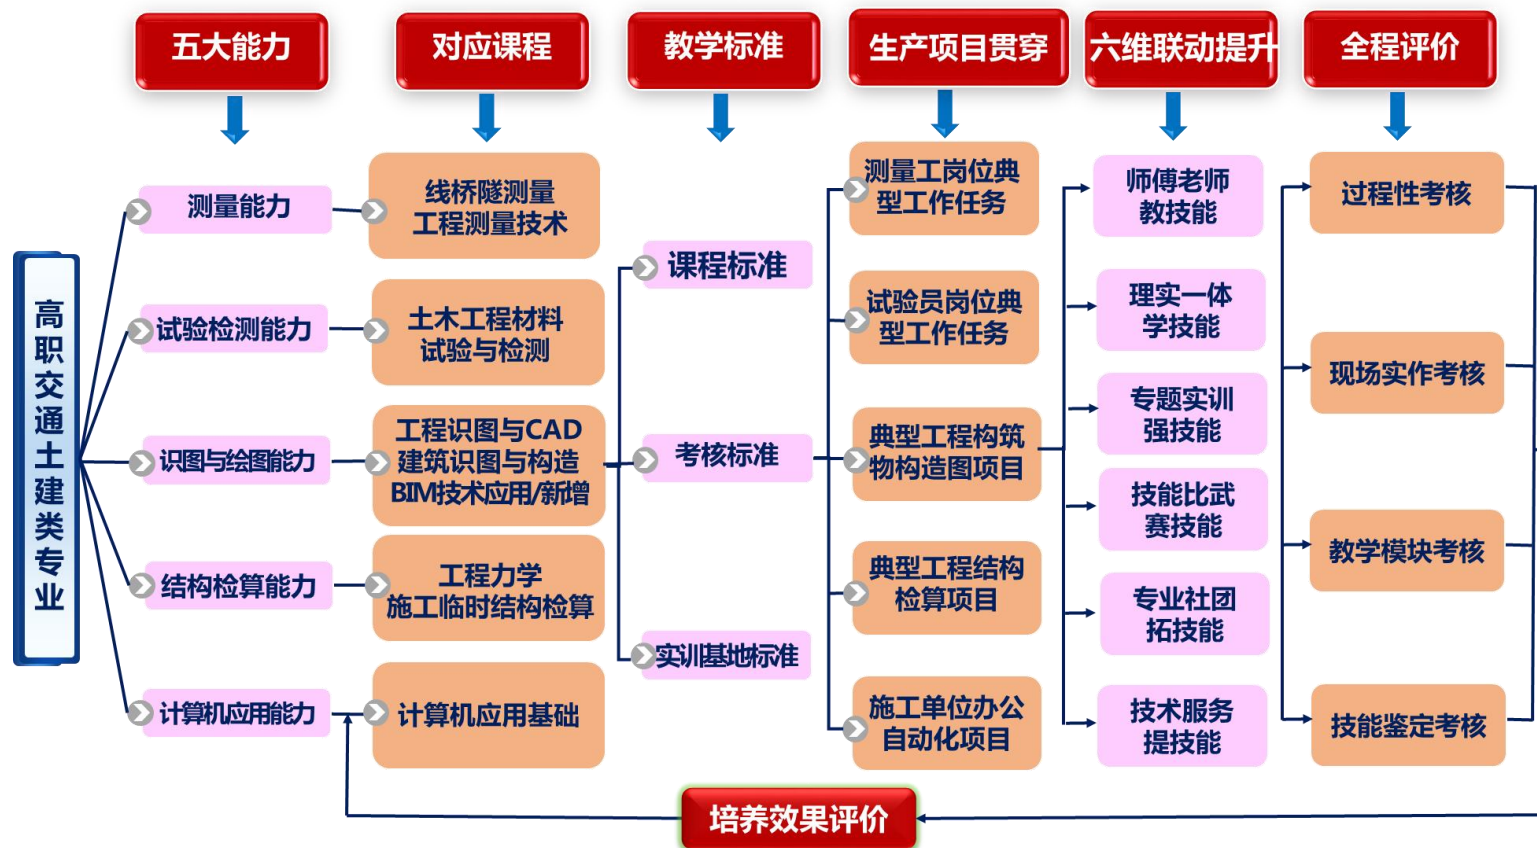 五大能力
对应课程
教学标准
生产项目贯穿
六维联动提升
全程评价
高职交通土建类专业
测量能力
试验检测能力
识图与绘图能力
结构检算能力
计算机应用能力
线桥隧测量
工程测量技术
土木工程材料
试验与检测
工程识图与CAD
建筑识图与构造
BIM技术应用/新增
工程力学
施工临时结构检算
计算机应用基础
课程标准
考核标准
实训基地标准
测量工岗位典
型工作任务
试验员岗位典
型工作任务
典型工程构筑
物构造图项目
典型工程结构
检算项目
施工单位办公
自动化项目
师傅老师
教技能
理实一体
学技能
专题实训
强技能
技能比武
赛技能
专业社团
拓技能
技术服务
提技能
过程性考核
现场实作考核
教学模块考核
技能鉴定考核
培养效果评价